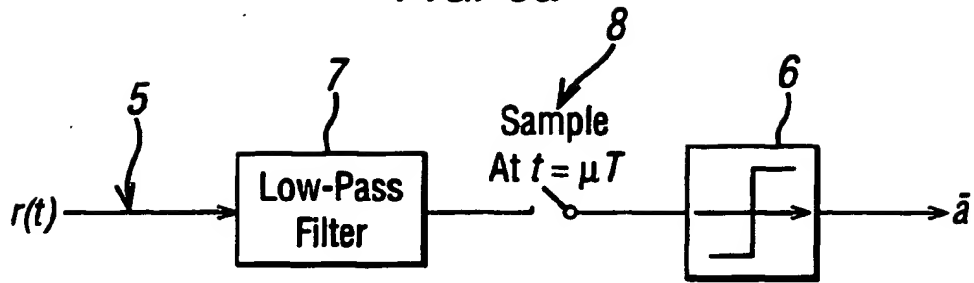 8
7
5
6
Sample
At t = μT
Low-Pass
Filter
r(t)
ā